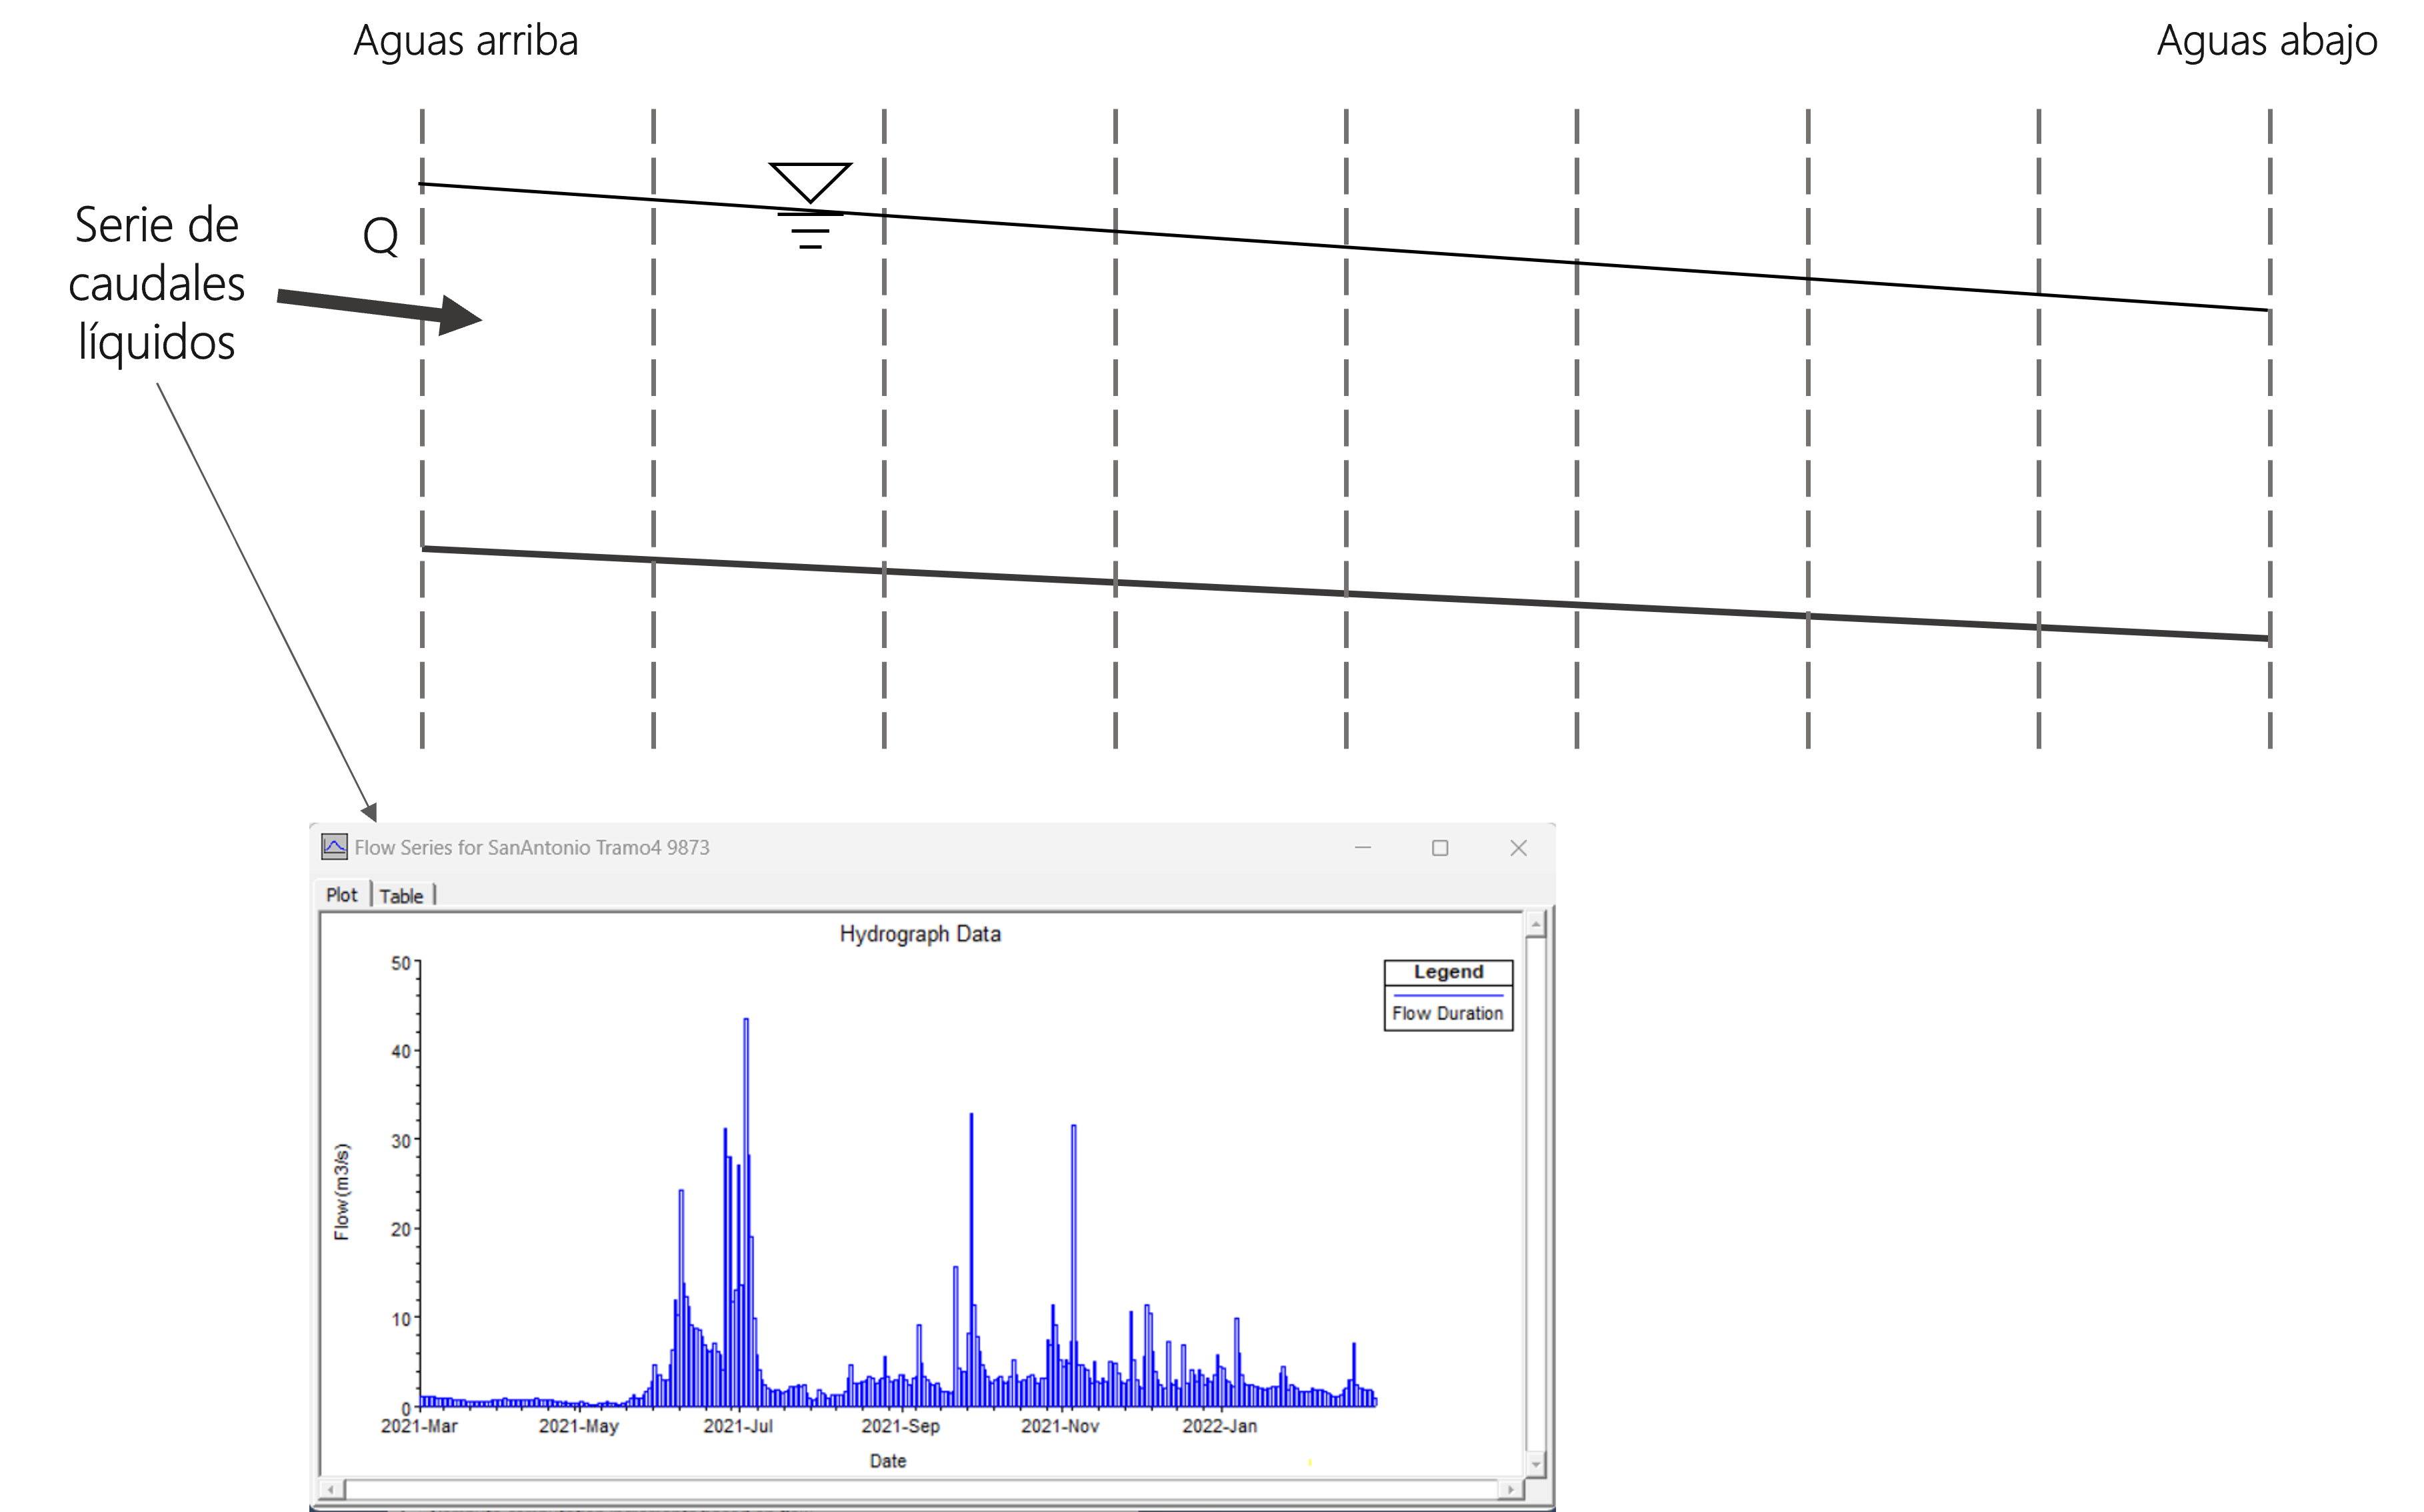 Aguas arriba
Aguas abajo
Serie de
caudales
líquidos
Q
Flow Series for SanAntonio Tramo4 9873
Plot
Table
Hydrograph Data
50
40
30
20
10
0
Flow (m3/s)
Legend
Flow Duration
2021-Mar
2021-May
2021-Jul
2021-Sep
2021-Nov
2022-Jan
Date